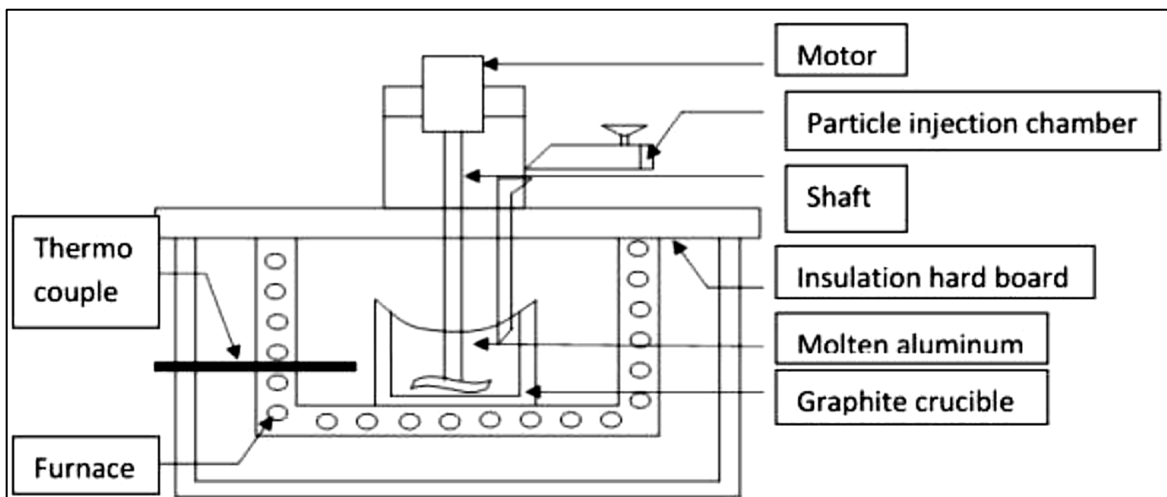 Motor
Particle injection chamber
Shaft
Thermo
couple
Insulation hard board
Molten aluminum
Graphite crucible
Furnace